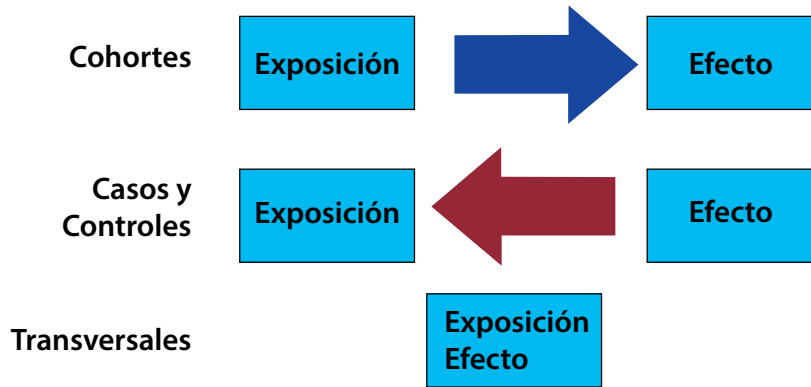 Cohortes
Exposición
Efecto
Casos y
Controles
Exposición
Efecto
Transversales
Exposición
Efecto